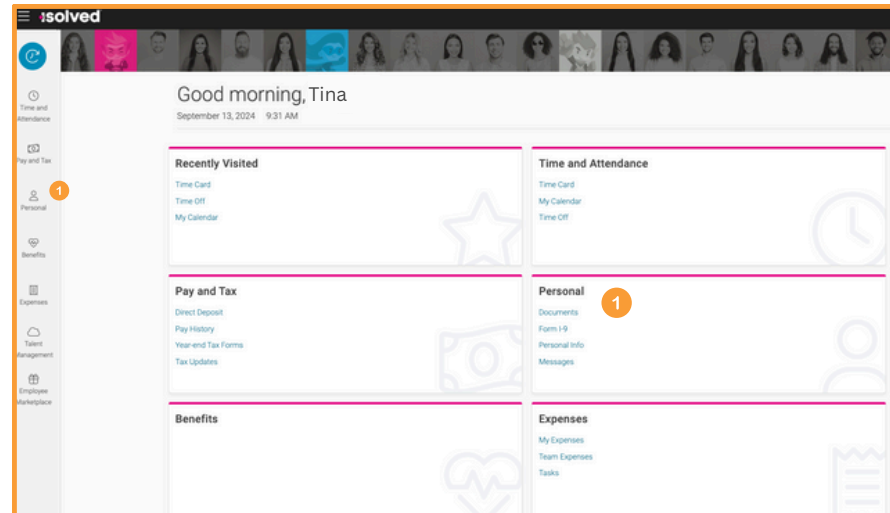 isolved
Good morning, Tina
September 13, 2024 9:31 AM
Time and
Attendance
Pay and Tax
1
Personal
Benefits
Expenses
Talent
Management
Employee
Marketplace
Recently Visited
Time Card
Time Off
My Calendar
Time and Attendance
Time Card
My Calendar
Time Off
Pay and Tax
Direct Deposit
Pay History
Year-end Tax Forms
Tax Updates
Personal
1
Documents
Form I-9
Personal Info
Messages
Benefits
Expenses
My Expenses
Team Expenses
Tasks